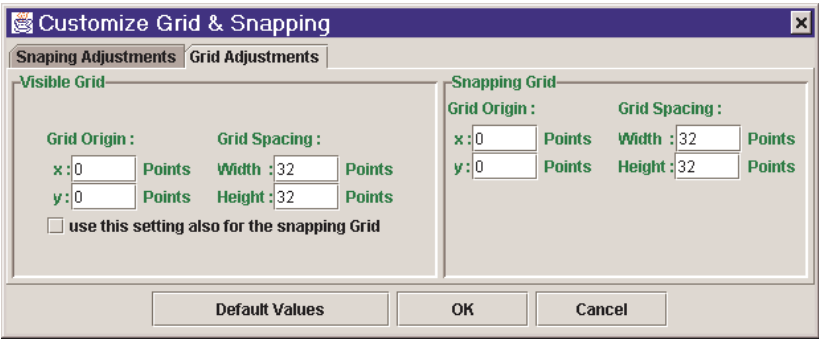 Customize Grid & Snapping
Snaping Adjustments
Grid Adjustments
Visible Grid
Grid Origin :
Grid Spacing :
x : 0 Points
Width : 32 Points
y : 0 Points
Height : 32 Points
use this setting also for the snapping Grid
Snapping Grid
Grid Origin :
Grid Spacing :
x : 0 Points
Width : 32 Points
y : 0 Points
Height : 32 Points
Default Values
OK
Cancel